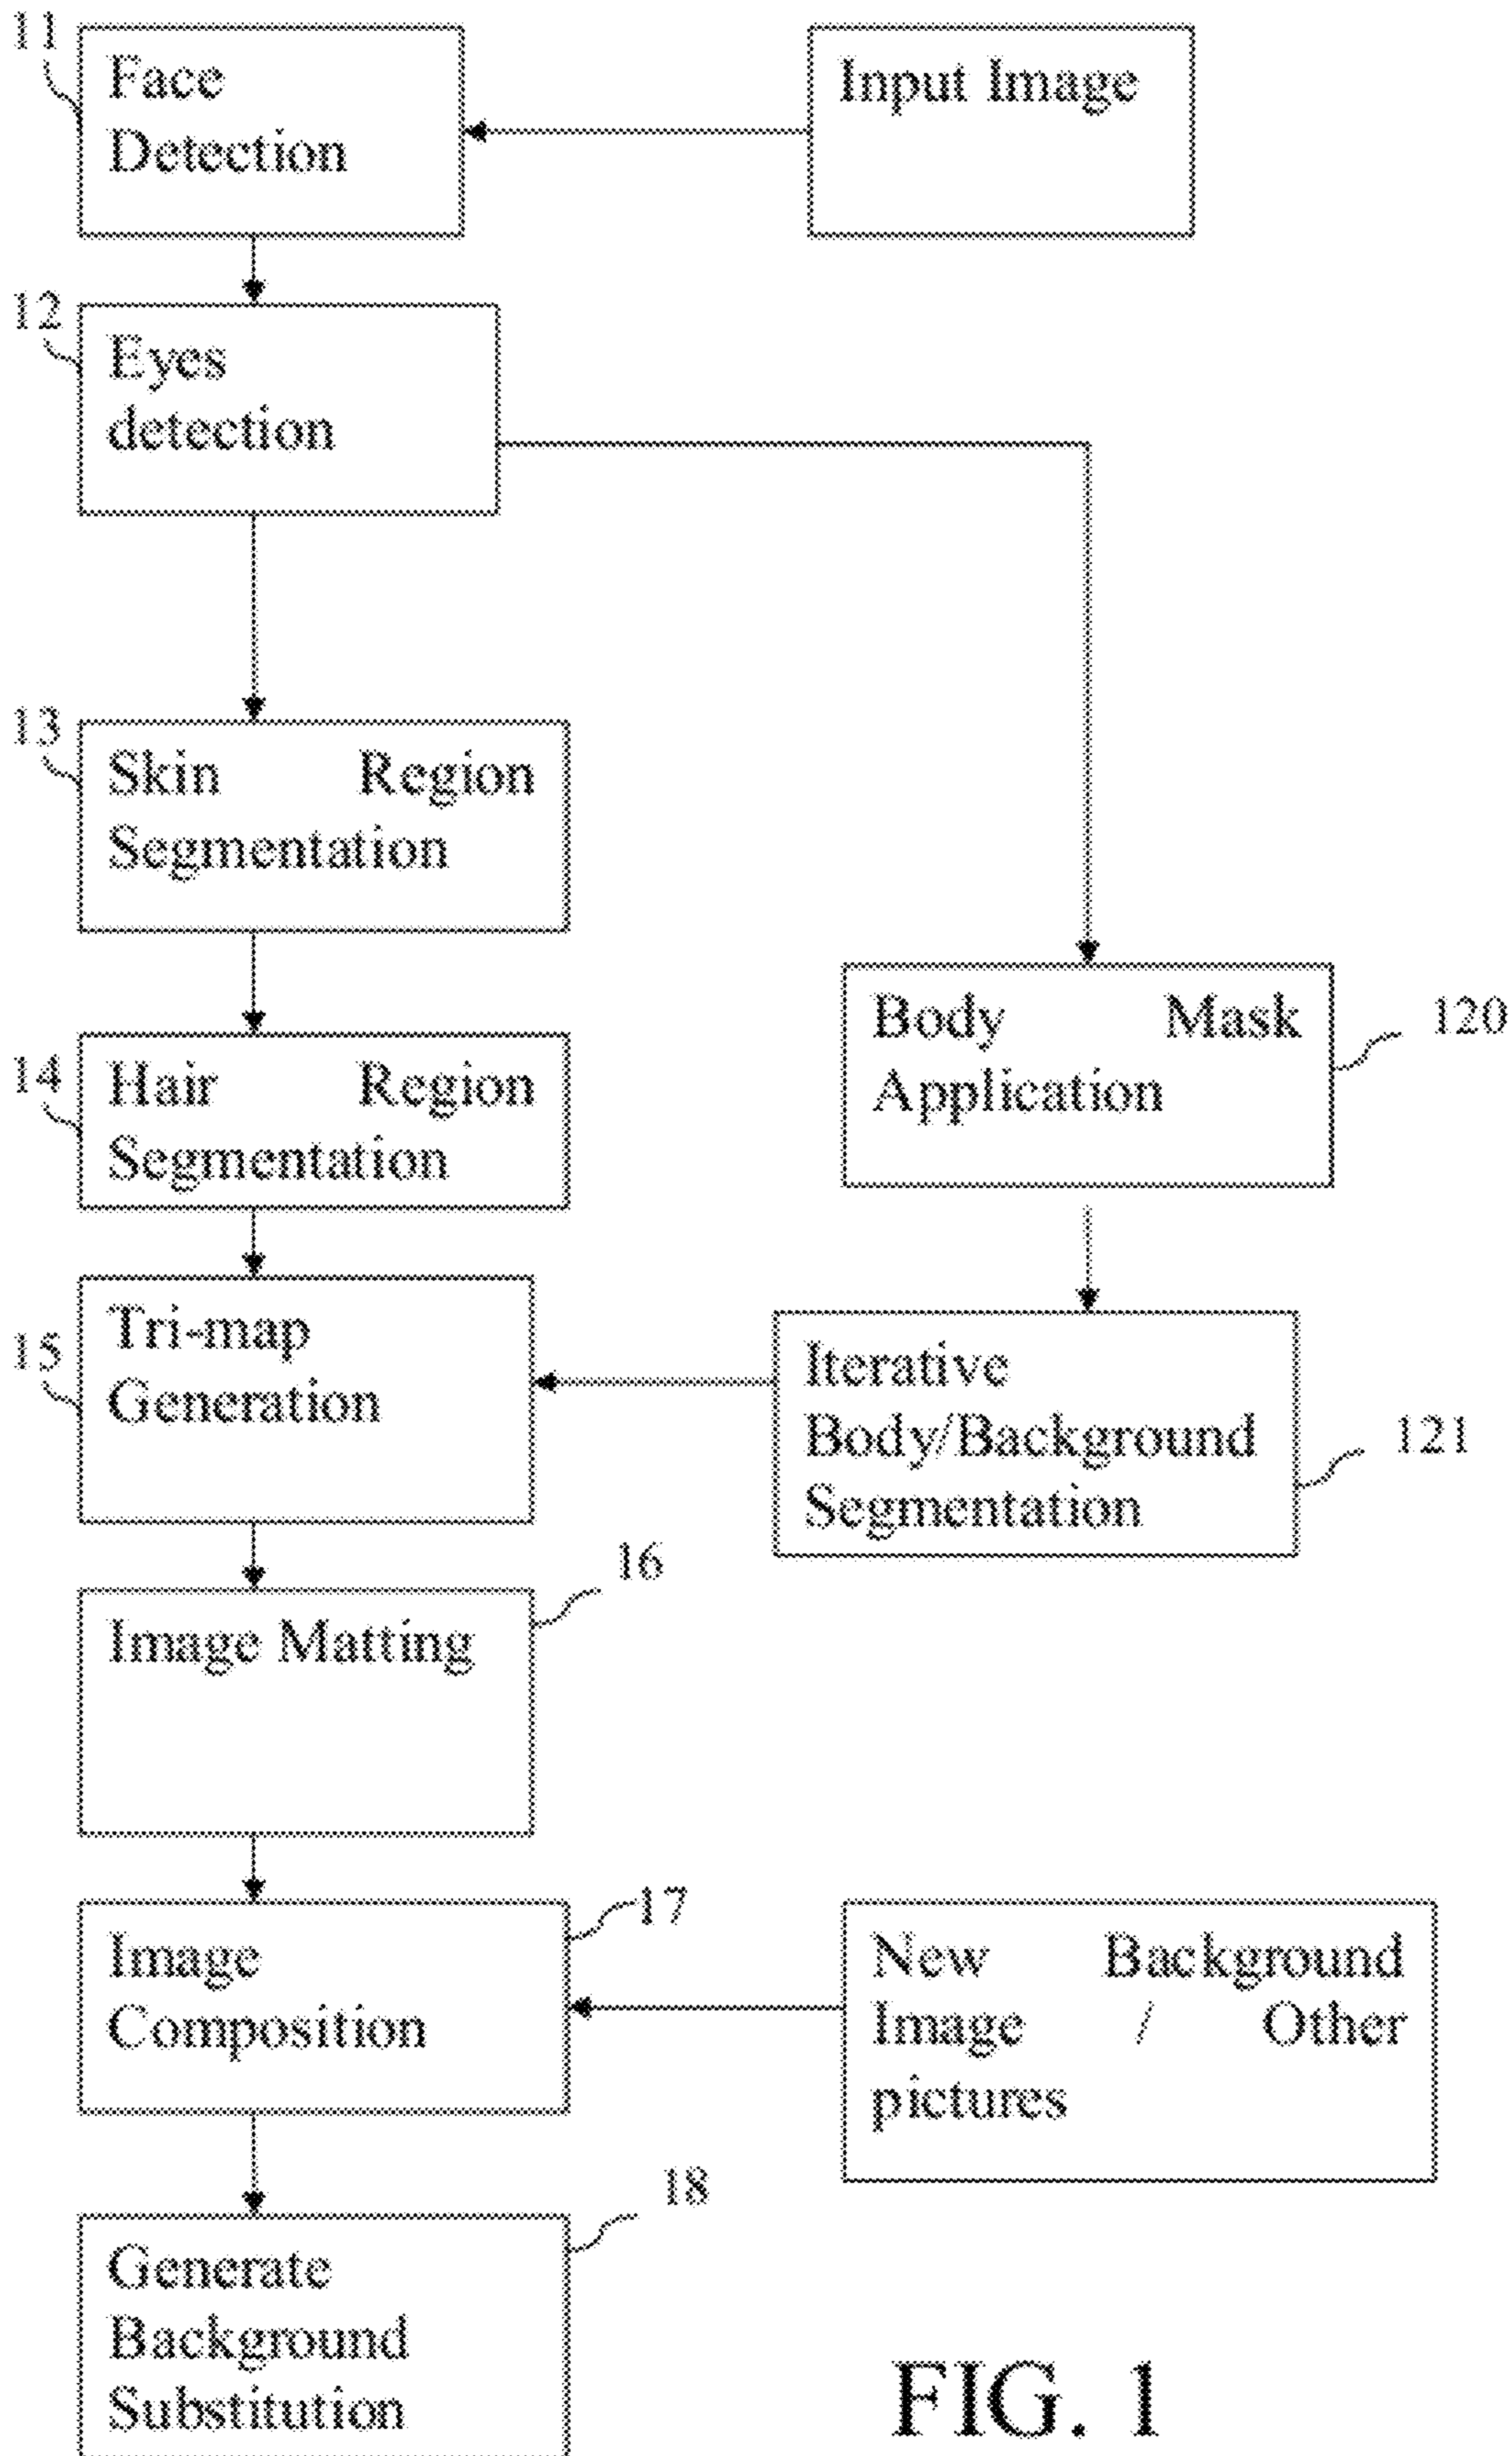 11
Face
Detection
Input Image
12
Eyes
detection
13
Skin Region
Segmentation
14
Hair Region
Segmentation
Body Mask
Application
120
15
Tri-map
Generation
Iterative
Body/Background
Segmentation
121
16
Image Matting
17
Image
Composition
New Background
Image / Other
pictures
18
Generate
Background
Substitution
FIG. 1